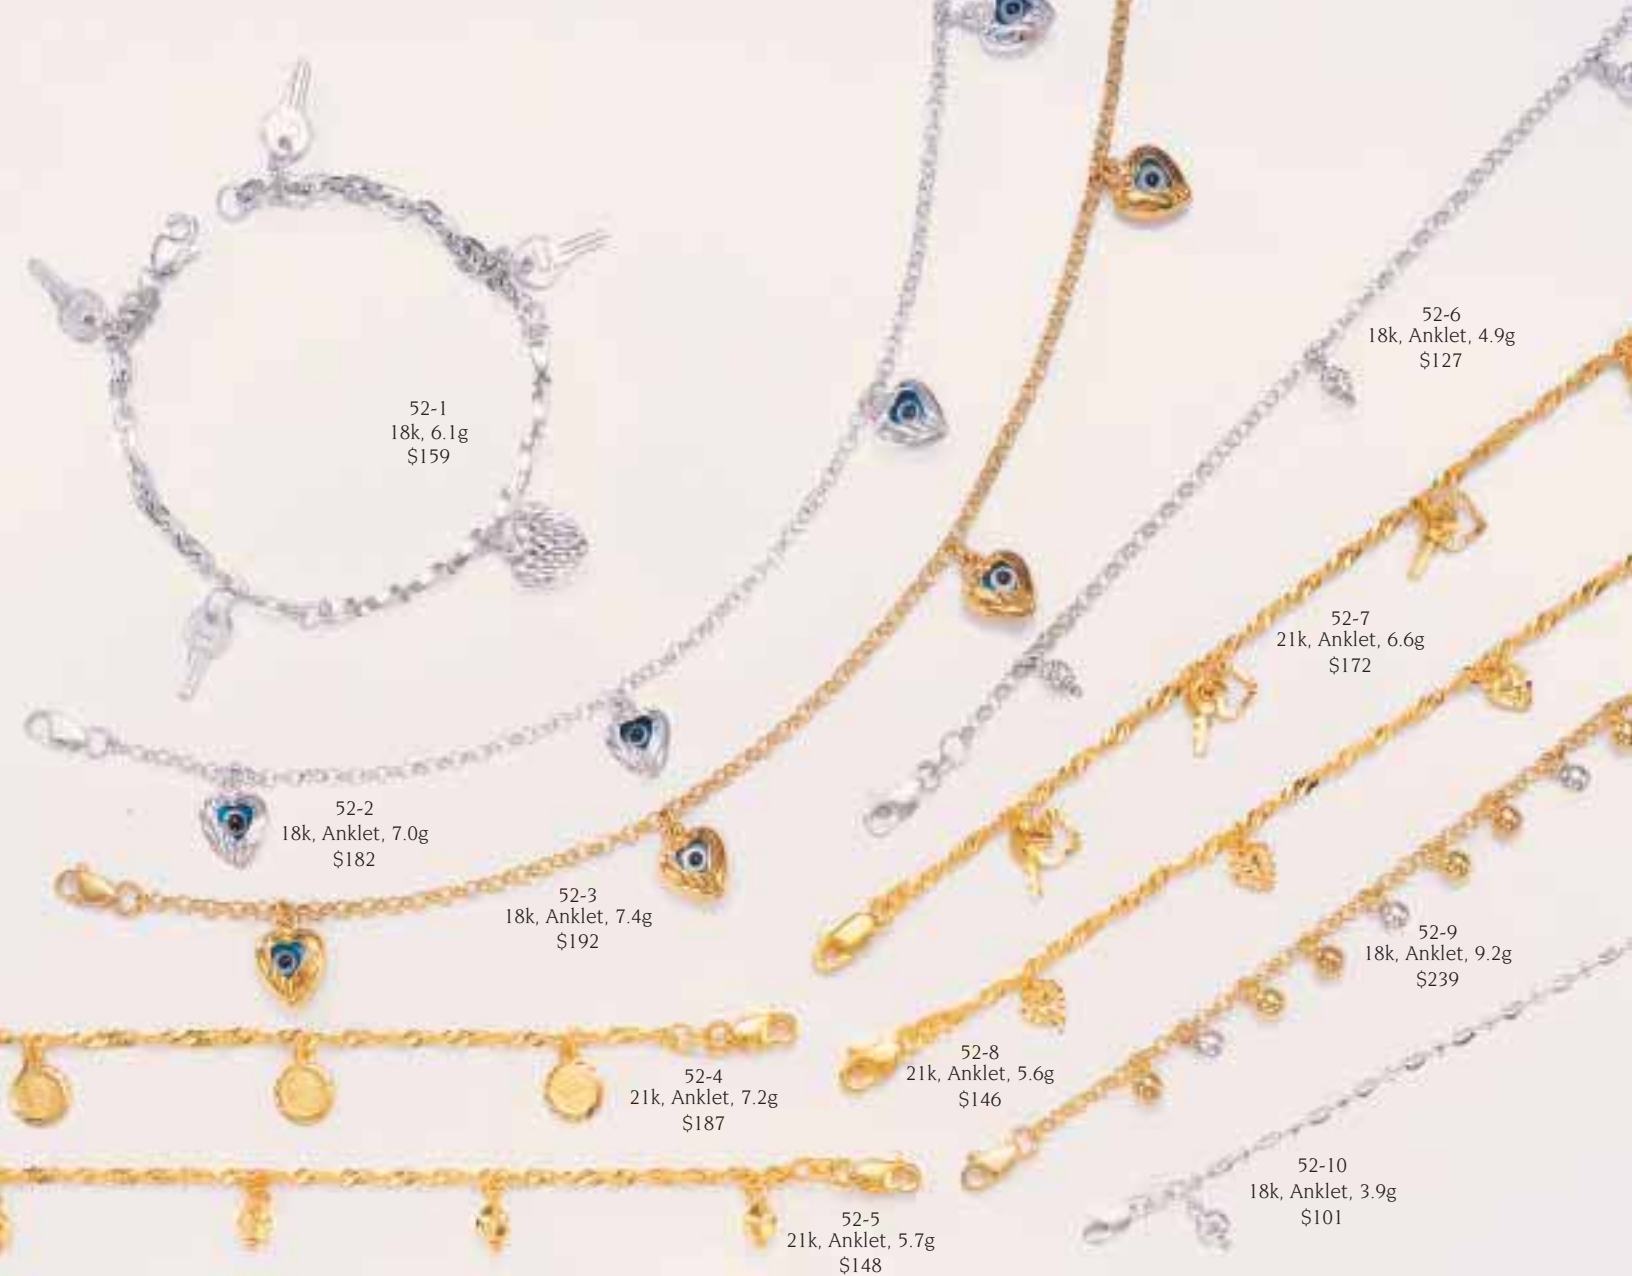 52-1
18k, 6.1g
$159
52-2
18k, Anklet, 7.0g
$182
52-3
18k, Anklet, 7.4g
$192
52-4
21k, Anklet, 7.2g
$187
52-5
21k, Anklet, 5.7g
$148
52-6
18k, Anklet, 4.9g
$127
52-7
21k, Anklet, 6.6g
$172
52-8
21k, Anklet, 5.6g
$146
52-9
18k, Anklet, 9.2g
$239
52-10
18k, Anklet, 3.9g
$101